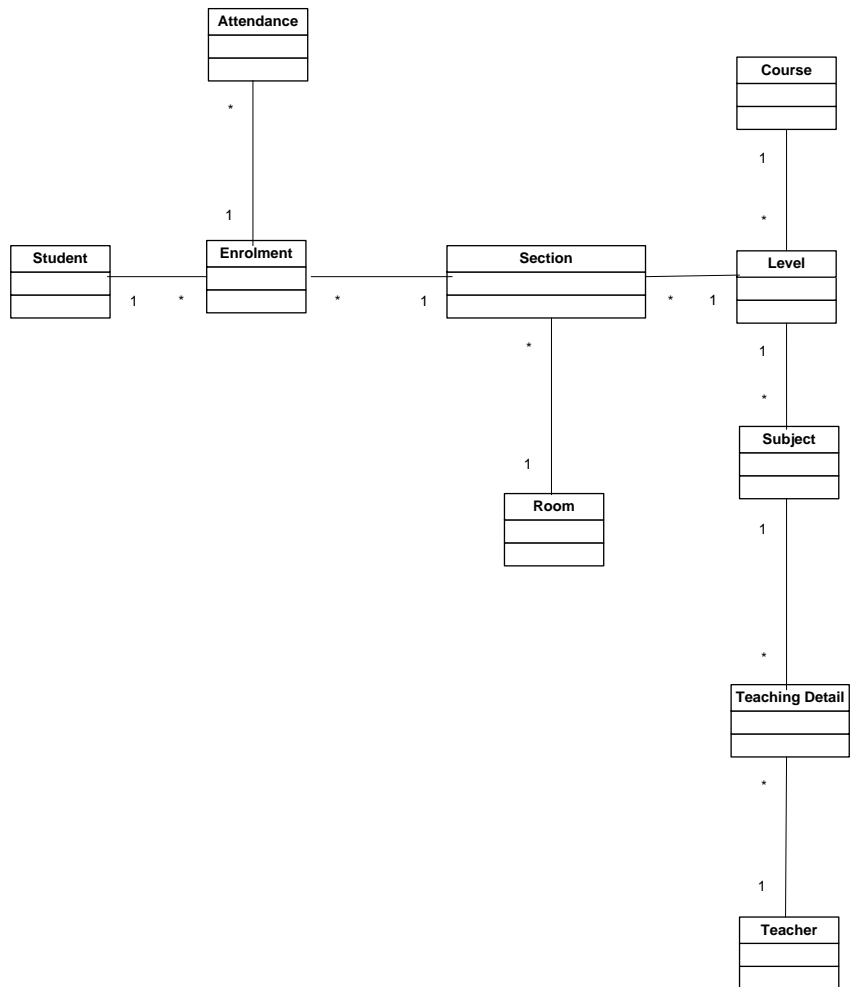 Attendance
*
1
Course
1
*
Student
1
*
Enrolment
*
1
Section
*
1
Level
*
1
1
*
Subject
Room
1
*
Teaching Detail
*
1
Teacher